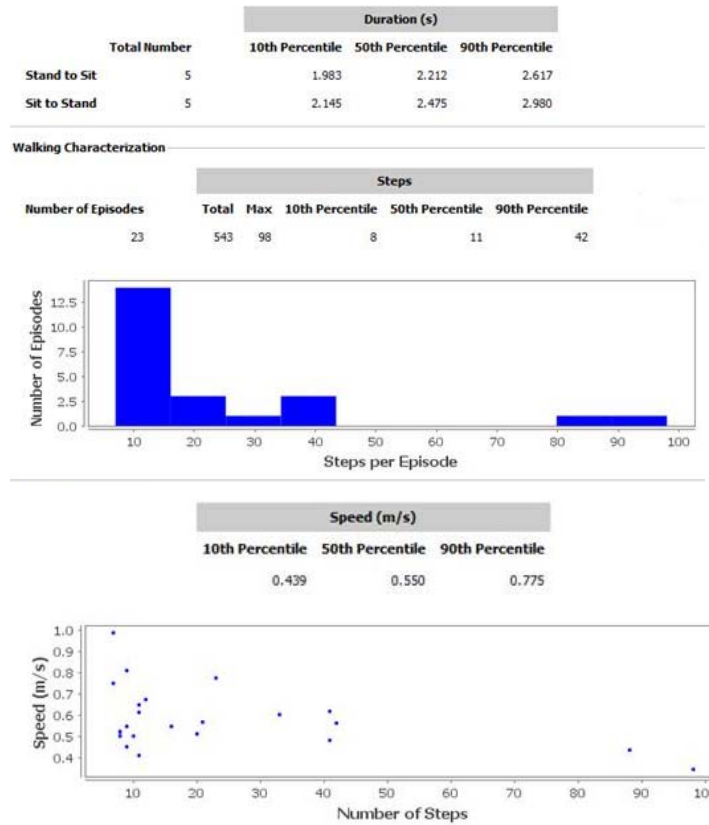 Duration (s)
Total Number 10th Percentile 50th Percentile 90th Percentile
Stand to Sit 5 1.983 2.212 2.617
Sit to Stand 5 2.145 2.475 2.980
Walking Characterization
Steps
Number of Episodes Total Max 10th Percentile 50th Percentile 90th Percentile
23 543 98 8 11 42
Number of Episodes
12.5
10.0
7.5
5.0
2.5
0.0
10 20 30 40 50 60 70 80 90 100
Steps per Episode
Speed (m/s)
10th Percentile 50th Percentile 90th Percentile
0.439 0.550 0.775
Speed (m/s)
1.0
0.9
0.8
0.7
0.6
0.5
0.4
10 20 30 40 50 60 70 80 90 100
Number of Steps